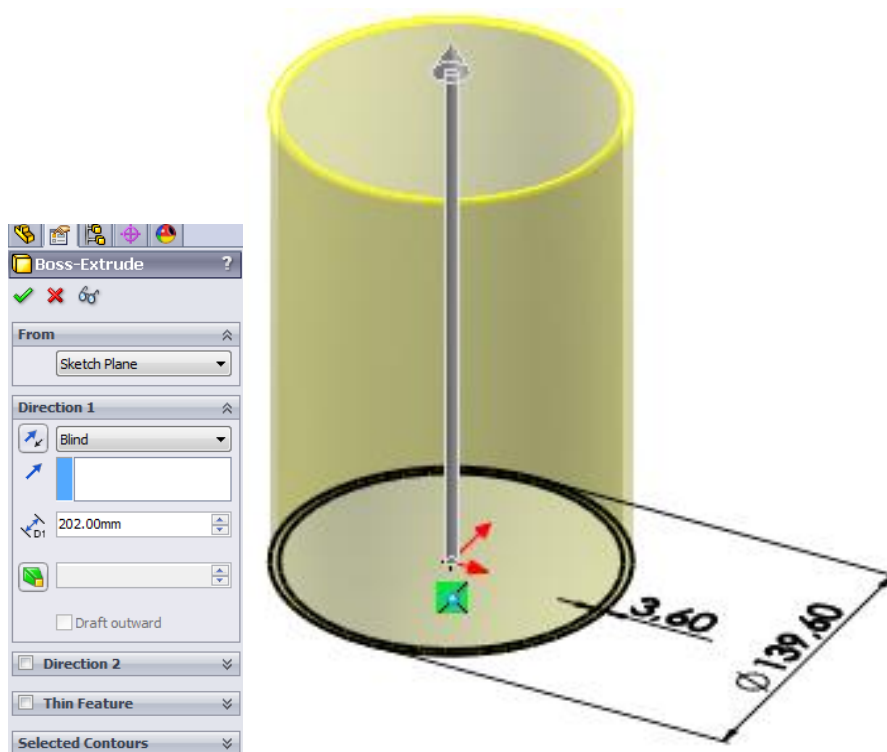 Boss-Extrude ?
From
Sketch Plane
Direction 1
Blind
D1 202.00mm
Draft outward
Direction 2
Thin Feature
Selected Contours
3,60
Ø139,60